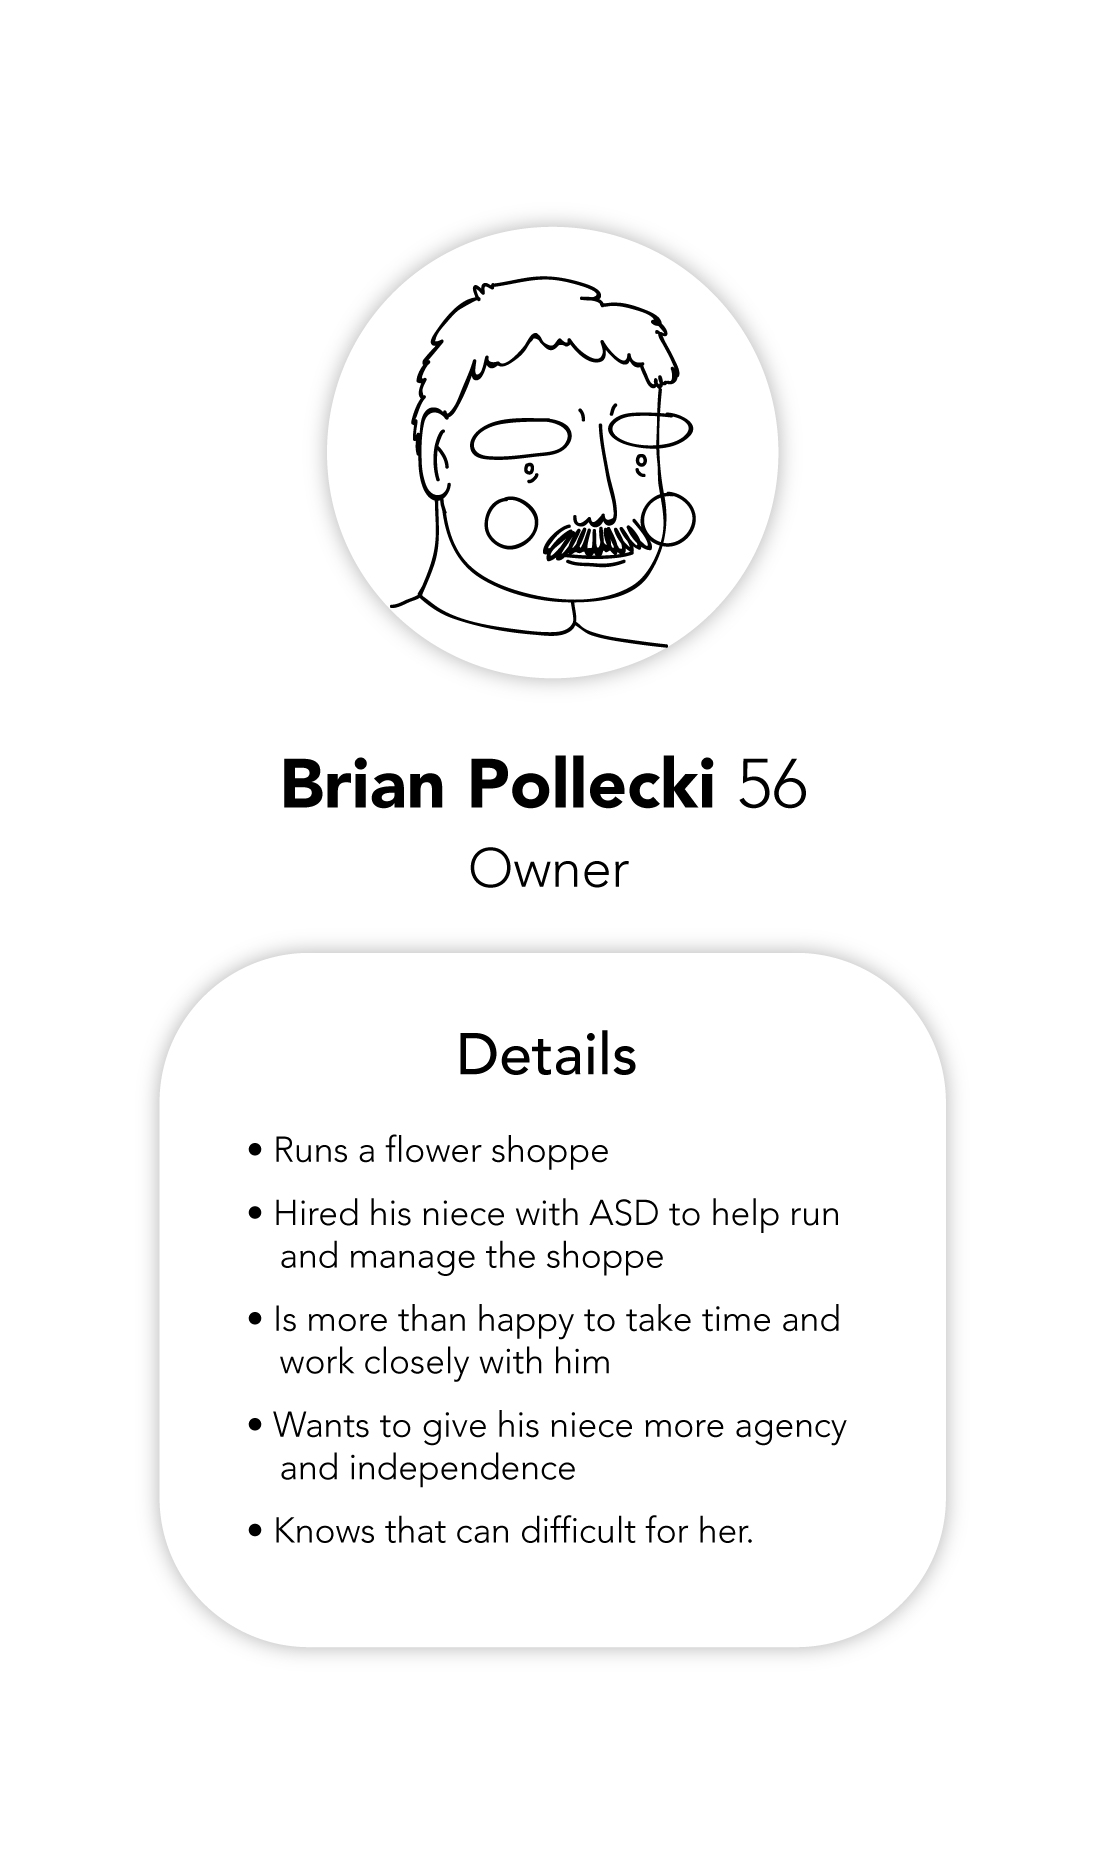 Brian Pollecki 56
Owner
Details
• Runs a flower shoppe
• Hired his niece with ASD to help run
and manage the shoppe
• Is more than happy to take time and
work closely with him
• Wants to give his niece more agency
and independence
• Knows that can difficult for her.